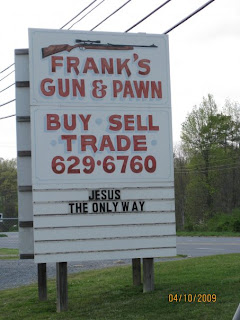 FRANK'S
GUN & PAWN
BUY • SELL
• TRADE •
629•6760
JESUS
THE ONLY WAY
04/10/2009